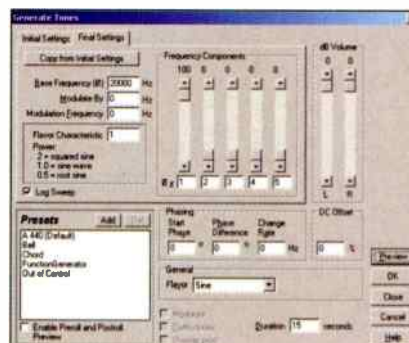 Generate Tones
Initial Settings Final Settings
Copy from Initial Settings
Base Frequency (Ø) 20000 Hz
Modulate By 0 Hz
Modulation Frequency 0 Hz
Flavor Characteristic 1
Power:
2 = squared sine
1.0 = sine wave
0.5 = root sine
Log Sweep
Frequency Components
100 0 0 0 0
Ø x 1 2 3 4 5
dB Volume
0 0
L R
Presets Add
A 440 (Default)
Bell
Chord
FunctionGenerator
Out of Control
Enable Preroll and Postroll
Preview
Phasing
Start Phase Phase Difference Change Rate
0 ° 0 ° 0 Hz
DC Offset
0 %
General
Flavor Sine
Duration 15 seconds
Preview
OK
Close
Cancel
Help